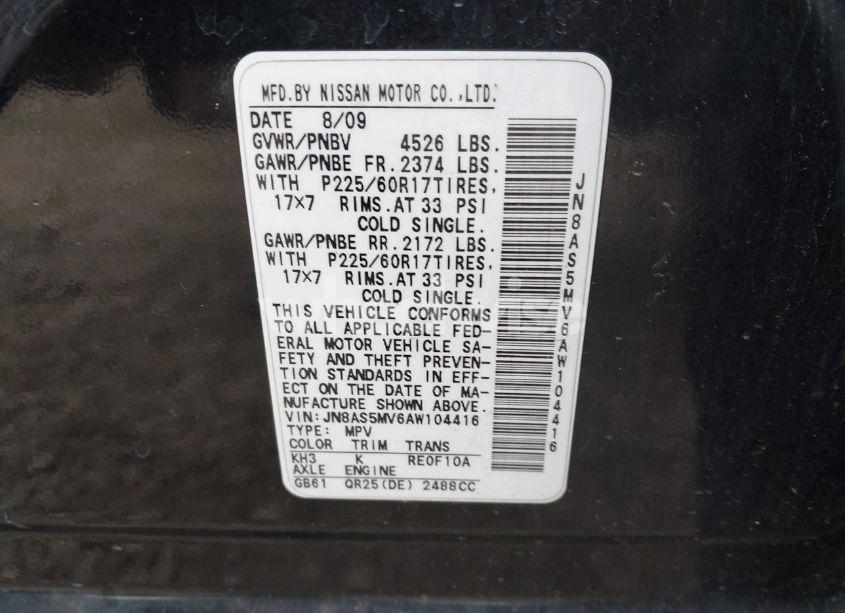 MFD.BY NISSAN MOTOR CO.,LTD.
DATE 8/09
GVWR/PNBV 4526 LBS.
GAWR/PNBE FR. 2374 LBS.
WITH P225/60R17TIRES,
17×7 RIMS.AT 33 PSI
COLD SINGLE.
GAWR/PNBE RR. 2172 LBS.
WITH P225/60R17TIRES,
17×7 RIMS.AT 33 PSI
COLD SINGLE.
THIS VEHICLE CONFORMS
TO ALL APPLICABLE FED-
ERAL MOTOR VEHICLE SA-
FETY AND THEFT PREVEN-
TION STANDARDS IN EFF-
ECT ON THE DATE OF MA-
NUFACTURE SHOWN ABOVE.
VIN:JN8AS5MV6AW104416
TYPE: MPV
COLOR TRIM TRANS
KH3 K RE0F10A
AXLE ENGINE
GB61 QR25(DE) 2488CC
JN8AS5MV6AW104416